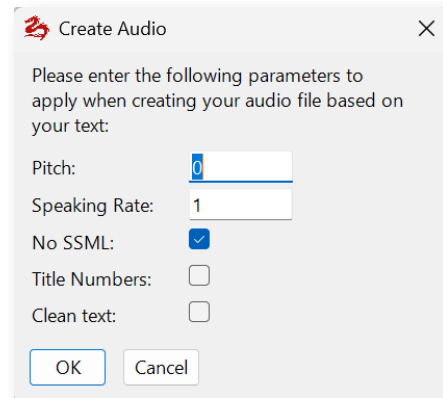 Create Audio
Please enter the following parameters to
apply when creating your audio file based on
your text:
Pitch: 0
Speaking Rate: 1
No SSML:
Title Numbers:
Clean text:
OK Cancel